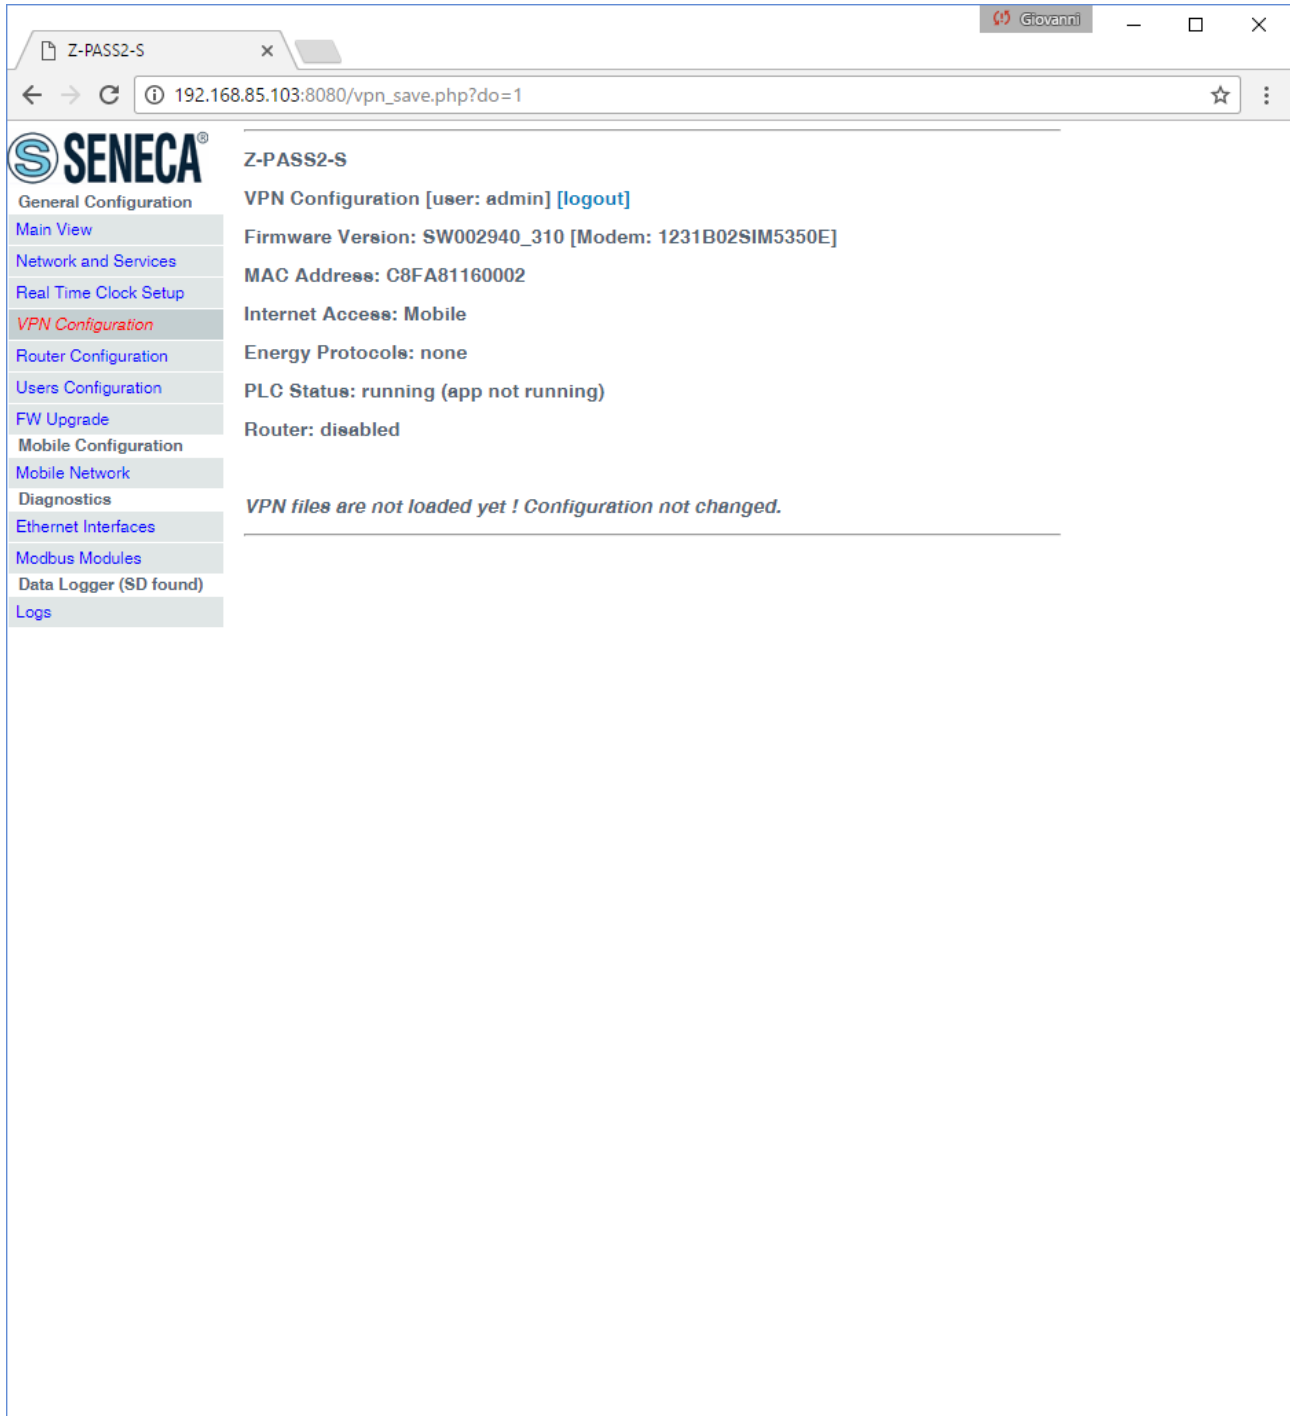 Giovanni
Z-PASS2-S
192.168.85.103:8080/vpn_save.php?do=1
SENECA®
General Configuration
Main View
Network and Services
Real Time Clock Setup
VPN Configuration
Router Configuration
Users Configuration
FW Upgrade
Mobile Configuration
Mobile Network
Diagnostics
Ethernet Interfaces
Modbus Modules
Data Logger (SD found)
Logs
Z-PASS2-S
VPN Configuration [user: admin] [logout]
Firmware Version: SW002940_310 [Modem: 1231B02SIM5350E]
MAC Address: C8FA81160002
Internet Access: Mobile
Energy Protocols: none
PLC Status: running (app not running)
Router: disabled
VPN files are not loaded yet ! Configuration not changed.